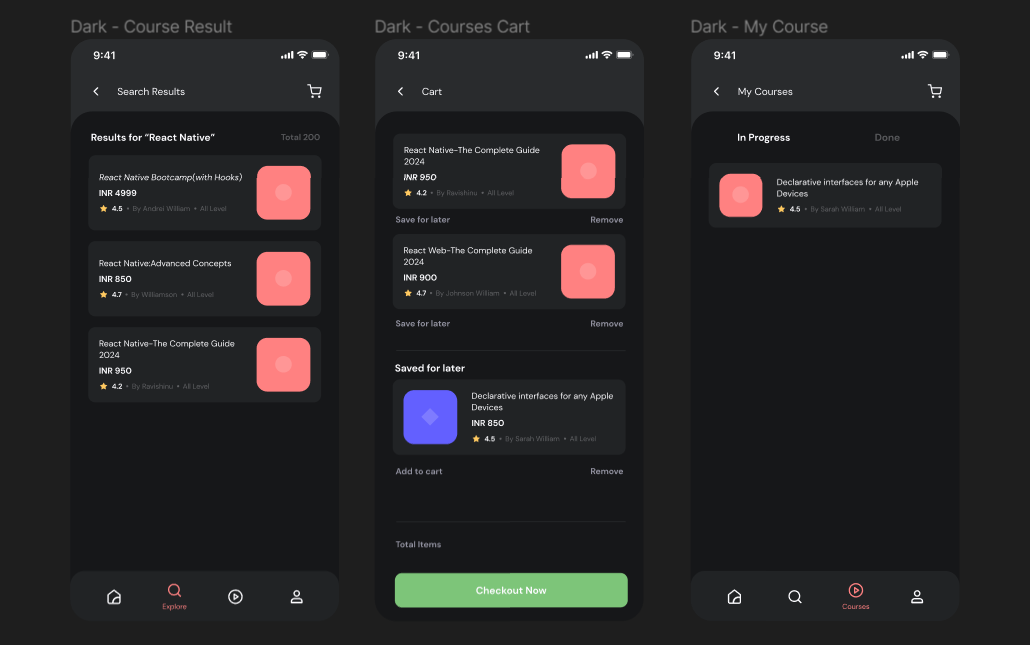 Dark - Course Result
9:41
Search Results
Results for “React Native”
Total 200
React Native Bootcamp(with Hooks)
INR 4999
4.5 • By Andrei William • All Level
React Native:Advanced Concepts
INR 850
4.7 • By Williamson • All Level
React Native-The Complete Guide
2024
INR 950
4.2 • By Ravishinu • All Level
Explore
Dark - Courses Cart
9:41
Cart
React Native-The Complete Guide
2024
INR 950
4.2 • By Ravishinu • All Level
Save for later
Remove
React Web-The Complete Guide
2024
INR 900
4.7 • By Johnson William • All Level
Save for later
Remove
Saved for later
Declarative interfaces for any Apple
Devices
INR 850
4.5 • By Sarah William • All Level
Add to cart
Remove
Total Items
Checkout Now
Dark - My Course
9:41
My Courses
In Progress
Done
Declarative interfaces for any Apple
Devices
4.5 • By Sarah William • All Level
Courses